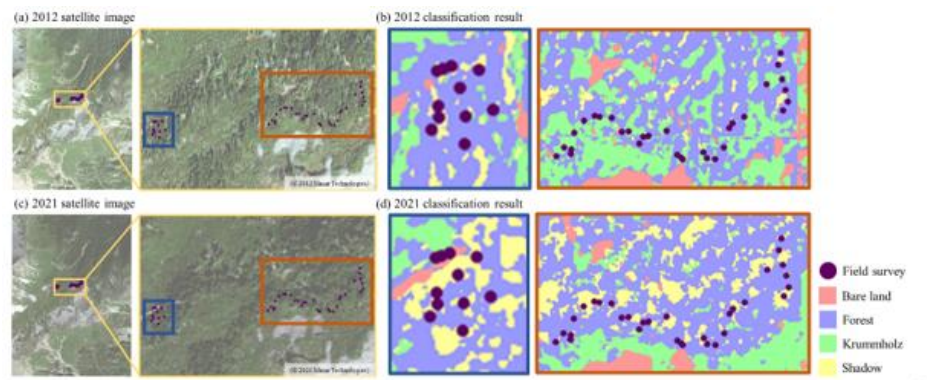 (a) 2012 satellite image
(b) 2012 classification result
(c) 2021 satellite image
(d) 2021 classification result
Field survey
Bare land
Forest
Krummholz
Shadow